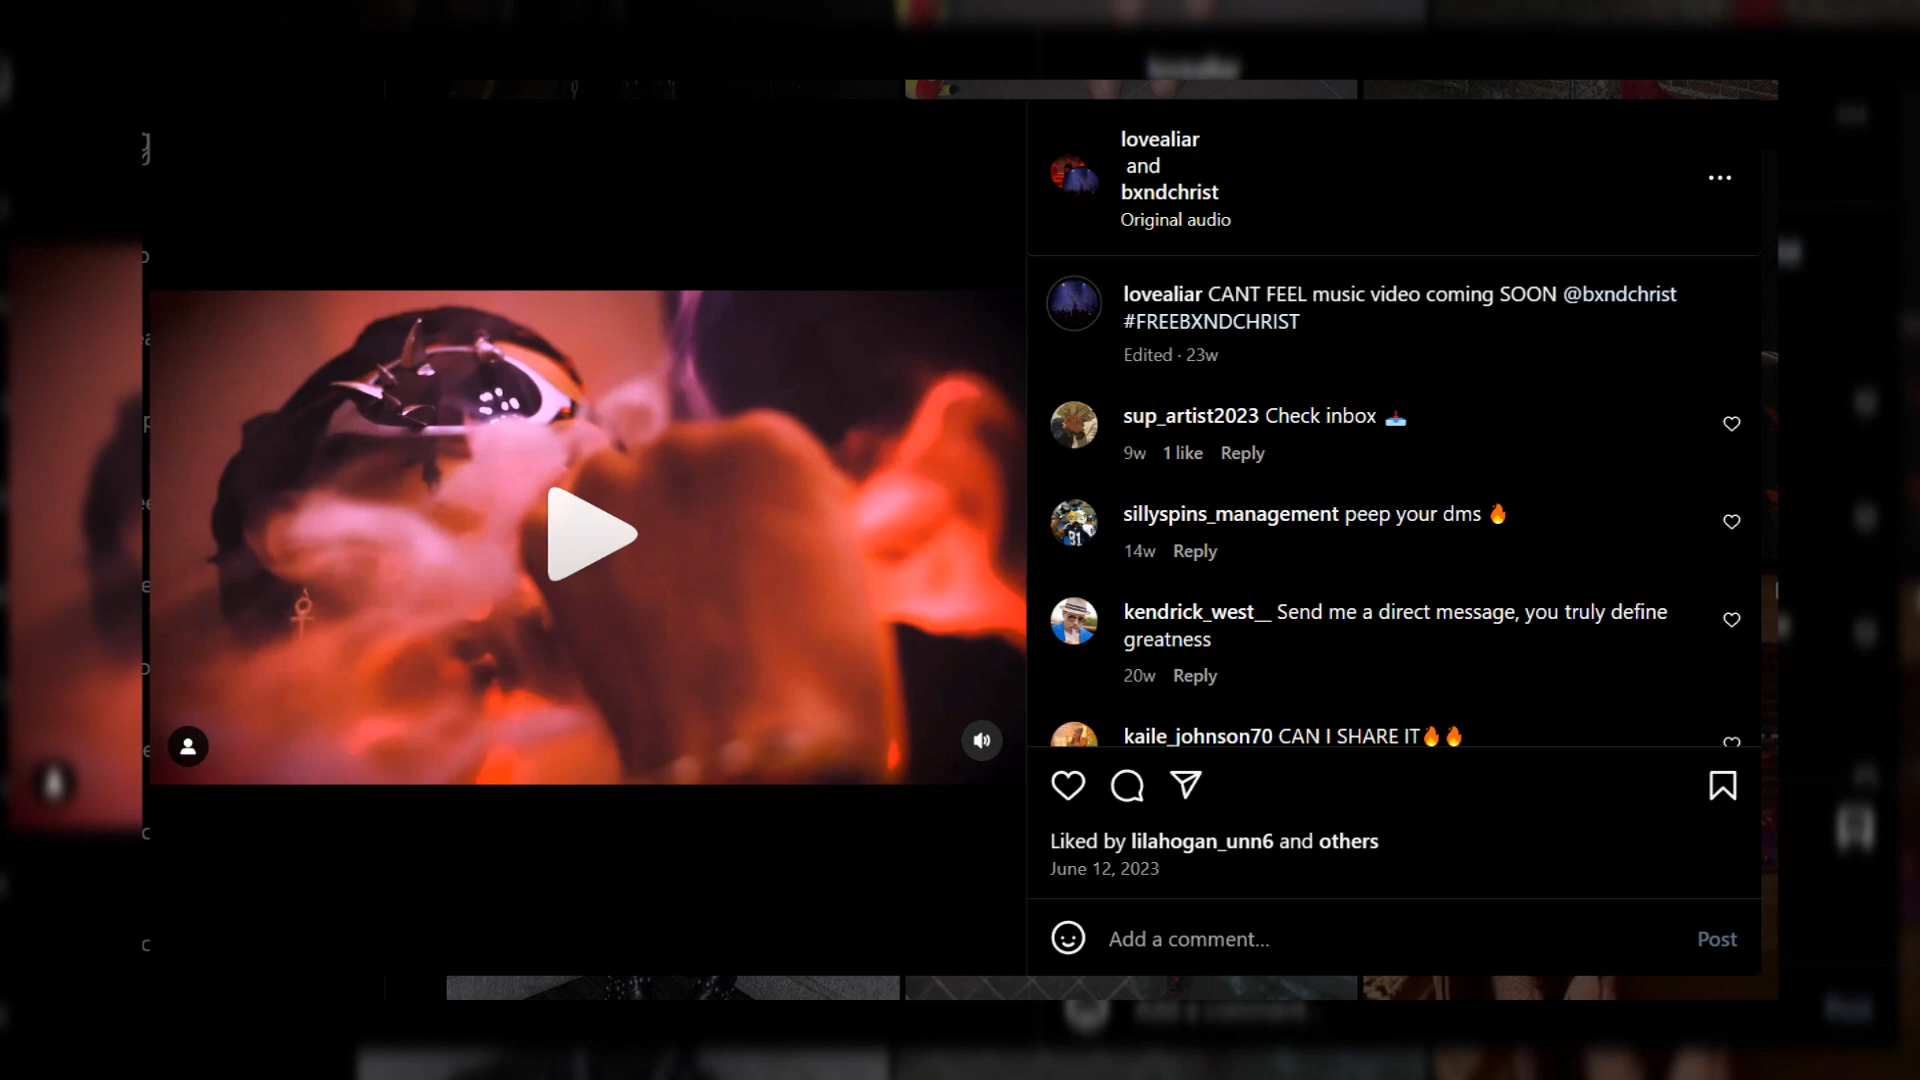 lovealiar
and
bxndchrist
Original audio
lovealiar CANT FEEL music video coming SOON @bxndchrist
#FREEBXNDCHRIST
Edited · 23w
sup_artist2023 Check inbox 📥
9w 1 like Reply
sillyspins_management peep your dms 🔥
14w Reply
kendrick_west__ Send me a direct message, you truly define
greatness
20w Reply
kaile_johnson70 CAN I SHARE IT🔥🔥
Liked by lilahogan_unn6 and others
June 12, 2023
Add a comment...
Post